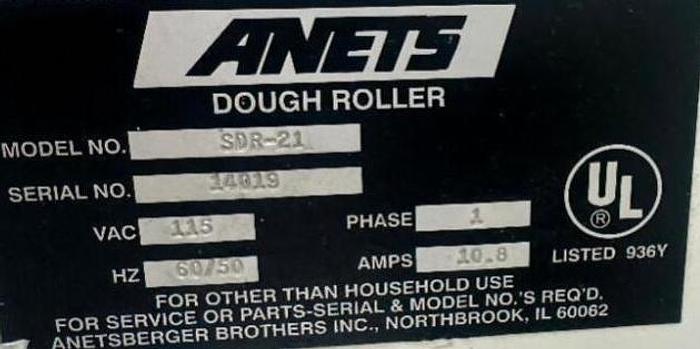 ANETS
DOUGH ROLLER
MODEL NO. SDR-21
SERIAL NO. 14019
VAC 115 PHASE 1
HZ 60/50 AMPS 10.8
UL ®
LISTED 936Y
FOR OTHER THAN HOUSEHOLD USE
FOR SERVICE OR PARTS-SERIAL & MODEL NO.'S REQ'D.
ANETSBERGER BROTHERS INC., NORTHBROOK, IL 60062